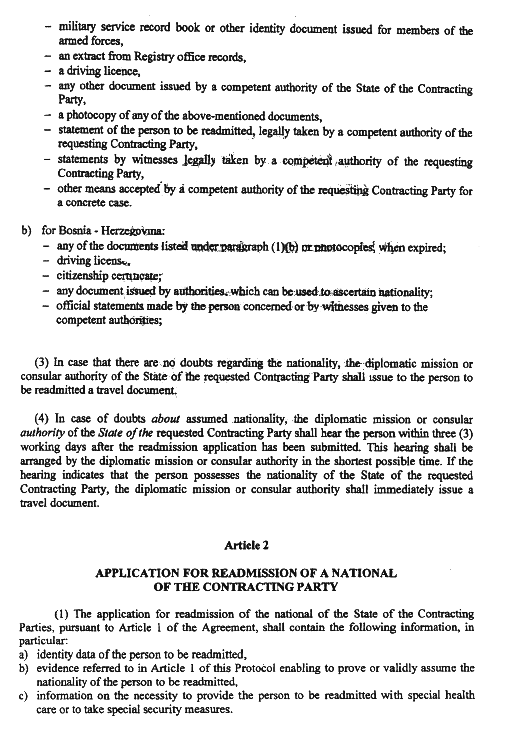 – military service record book or other identity document issued for members of the
armed forces,
– an extract from Registry office records,
– a driving licence,
– any other document issued by a competent authority of the State of the Contracting
Party,
– a photocopy of any of the above-mentioned documents,
– statement of the person to be readmitted, legally taken by a competent authority of the
requesting Contracting Party,
– statements by witnesses legally taken by a competent authority of the requesting
Contracting Party,
– other means accepted by a competent authority of the requesting Contracting Party for
a concrete case.
b) for Bosnia - Herzegovina:
– any of the documents listed under paragraph (1)(b) or photocopies, when expired;
– driving license,
– citizenship certificate;
– any document issued by authorities, which can be used to ascertain nationality;
– official statements made by the person concerned or by witnesses given to the
competent authorities;
(3) In case that there are no doubts regarding the nationality, the diplomatic mission or
consular authority of the State of the requested Contracting Party shall issue to the person to
be readmitted a travel document.
(4) In case of doubts about assumed nationality, the diplomatic mission or consular
authority of the State of the requested Contracting Party shall hear the person within three (3)
working days after the readmission application has been submitted. This hearing shall be
arranged by the diplomatic mission or consular authority in the shortest possible time. If the
hearing indicates that the person possesses the nationality of the State of the requested
Contracting Party, the diplomatic mission or consular authority shall immediately issue a
travel document.
Article 2
APPLICATION FOR READMISSION OF A NATIONAL
OF THE CONTRACTING PARTY
(1) The application for readmission of the national of the State of the Contracting
Parties, pursuant to Article 1 of the Agreement, shall contain the following information, in
particular:
a) identity data of the person to be readmitted,
b) evidence referred to in Article 1 of this Protocol enabling to prove or validly assume the
nationality of the person to be readmitted,
c) information on the necessity to provide the person to be readmitted with special health
care or to take special security measures.